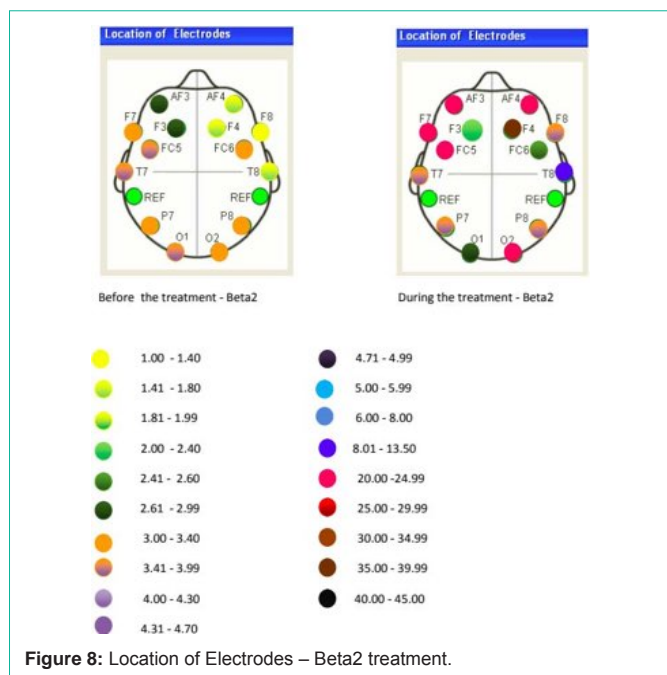 Location of Electrodes
AF3 AF4
F7 F8
F3 F4
FC5 FC6
T7 T8
REF REF
P7 P8
O1 O2
Before the treatment - Beta2
Location of Electrodes
AF3 AF4
F7 F8
F3 F4
FC5 FC6
T7 T8
REF REF
P7 P8
O1 O2
During the treatment - Beta2
1.00 - 1.40
1.41 - 1.80
1.81 - 1.99
2.00 - 2.40
2.41 - 2.60
2.61 - 2.99
3.00 - 3.40
3.41 - 3.99
4.00 - 4.30
4.31 - 4.70
4.71 - 4.99
5.00 - 5.99
6.00 - 8.00
8.01 - 13.50
20.00 -24.99
25.00 -29.99
30.00 - 34.99
35.00 - 39.99
40.00 - 45.00
Figure 8: Location of Electrodes – Beta2 treatment.